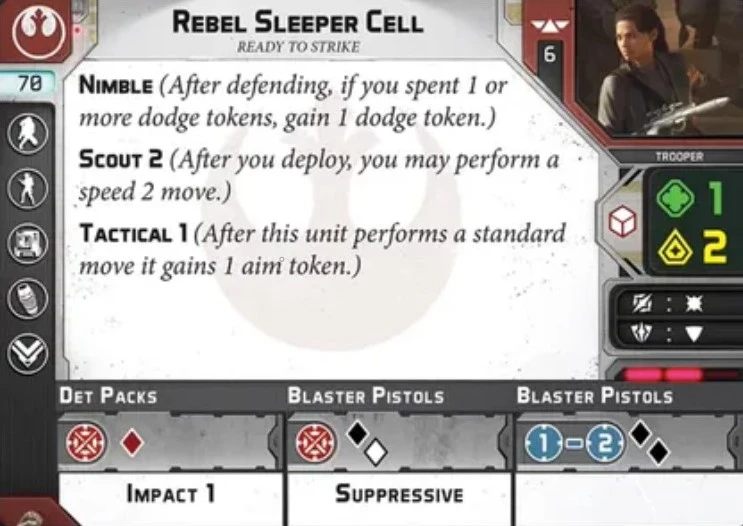 REBEL SLEEPER CELL
READY TO STRIKE
6
70
NIMBLE (After defending, if you spent 1 or
more dodge tokens, gain 1 dodge token.)
SCOUT 2 (After you deploy, you may perform a
speed 2 move.)
TACTICAL 1 (After this unit performs a standard
move it gains 1 aim token.)
TROOPER
1
2
:
:
DET PACKS
BLASTER PISTOLS
BLASTER PISTOLS
1 - 2
IMPACT 1
SUPPRESSIVE